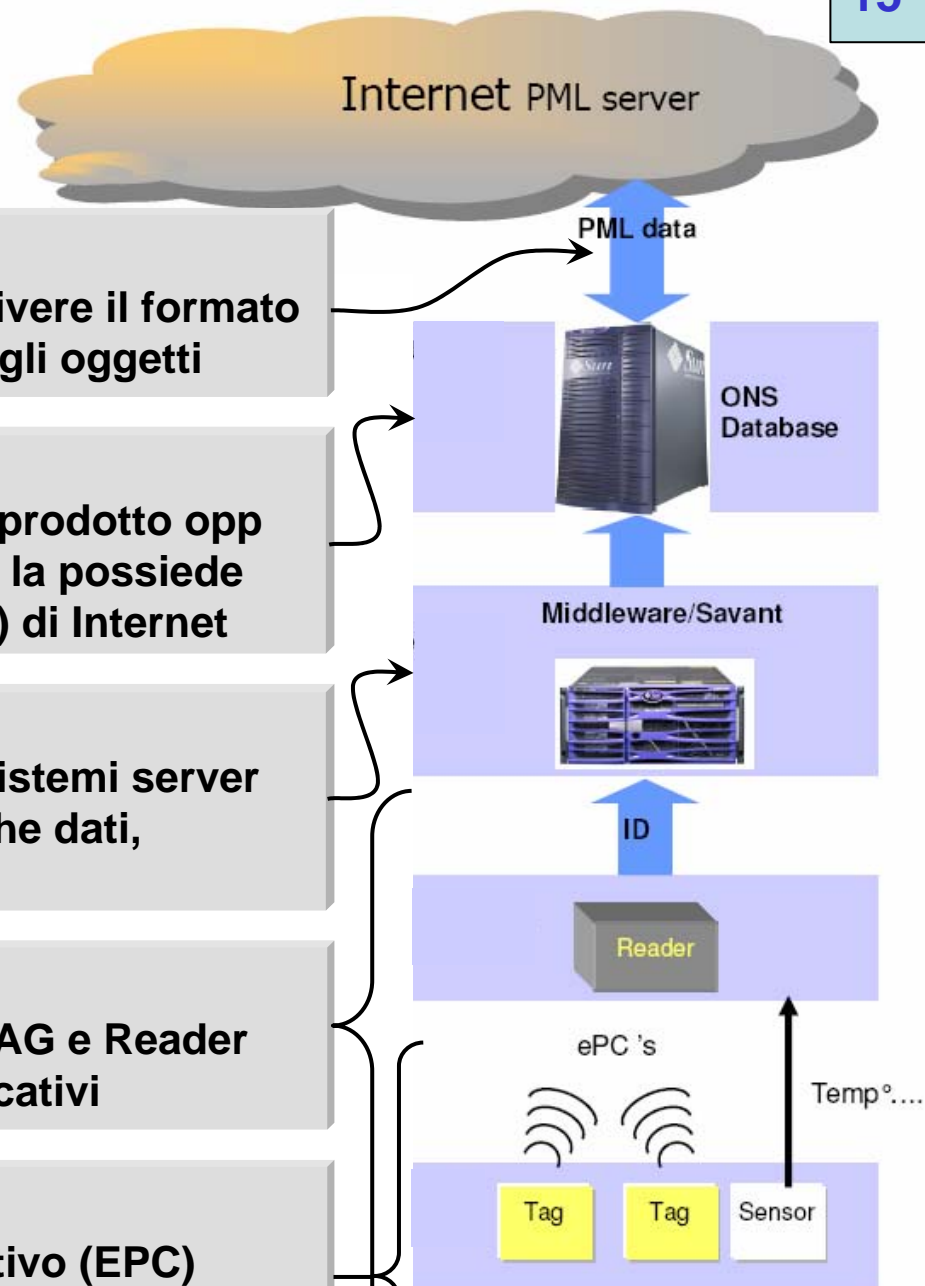 Internet PML server
PML data
ivere il formato
gli oggetti
ONS
Database
Sun
prodotto opp
la possiede
) di Internet
Middleware/Savant
istemi server
he dati,
ID
Reader
AG e Reader
cativi
ePC 's
Temp°....
Tag
Tag
Sensor
tivo (EPC)